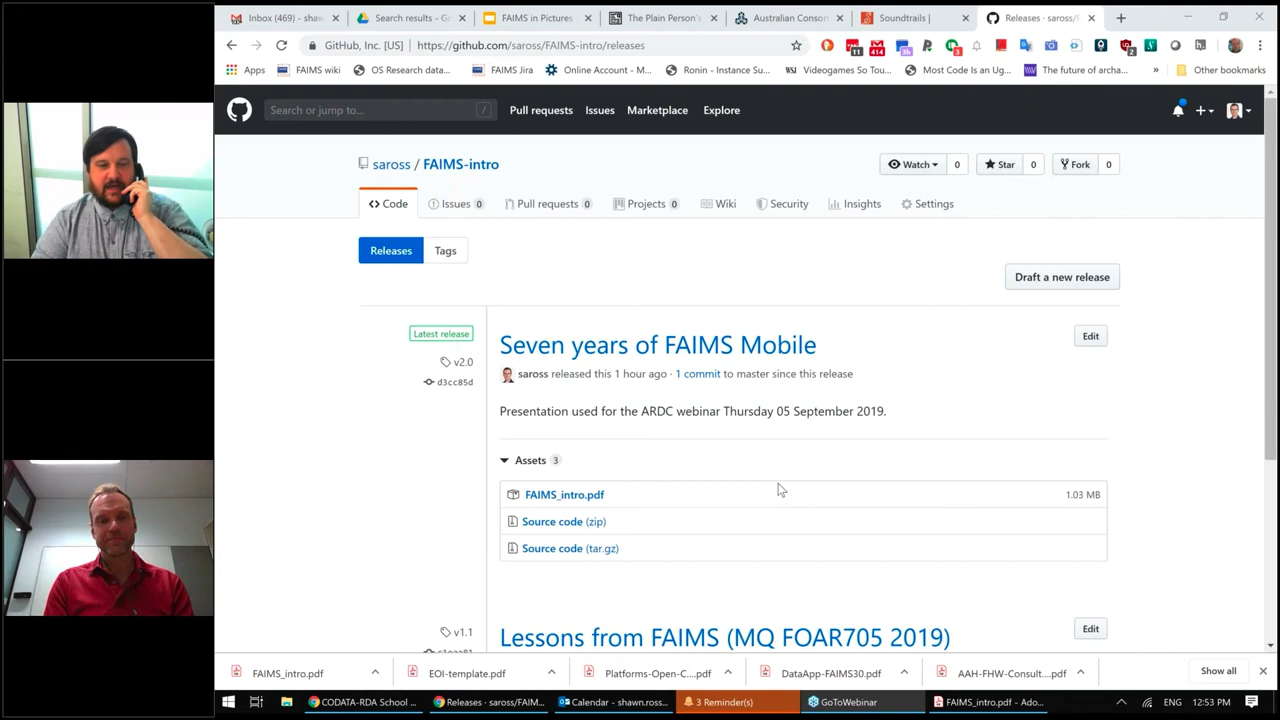 Inbox (469) - shaw
Search results - G
FAIMS in Pictures
The Plain Person's
Australian Consor
Soundtrails |
Releases · saross/F
GitHub, Inc. [US] | https://github.com/saross/FAIMS-intro/releases
11
414
Apps
FAIMS wiki
OS Research data...
FAIMS Jira
Online Account - M...
Ronin - Instance Su...
WSJ Videogames So Tou...
Most Code Is an Ug...
The future of archa...
»
Other bookmarks
Search or jump to...
/
Pull requests
Issues
Marketplace
Explore
saross / FAIMS-intro
Watch 0
Star 0
Fork 0
Code
Issues 0
Pull requests 0
Projects 0
Wiki
Security
Insights
Settings
Releases
Tags
Draft a new release
Latest release
v2.0
d3cc85d
Seven years of FAIMS Mobile
Edit
saross released this 1 hour ago · 1 commit to master since this release
Presentation used for the ARDC webinar Thursday 05 September 2019.
Assets 3
FAIMS_intro.pdf
1.03 MB
Source code (zip)
Source code (tar.gz)
v1.1
Lessons from FAIMS (MQ FOAR705 2019)
Edit
FAIMS_intro.pdf
EOI-template.pdf
Platforms-Open-C....pdf
DataApp-FAIMS30.pdf
AAH-FHW-Consult....pdf
Show all
CODATA-RDA School ...
Releases · saross/FAIM...
Calendar - shawn.ross...
3 Reminder(s)
GoToWebinar
FAIMS_intro.pdf - Ado...
ENG
12:53 PM